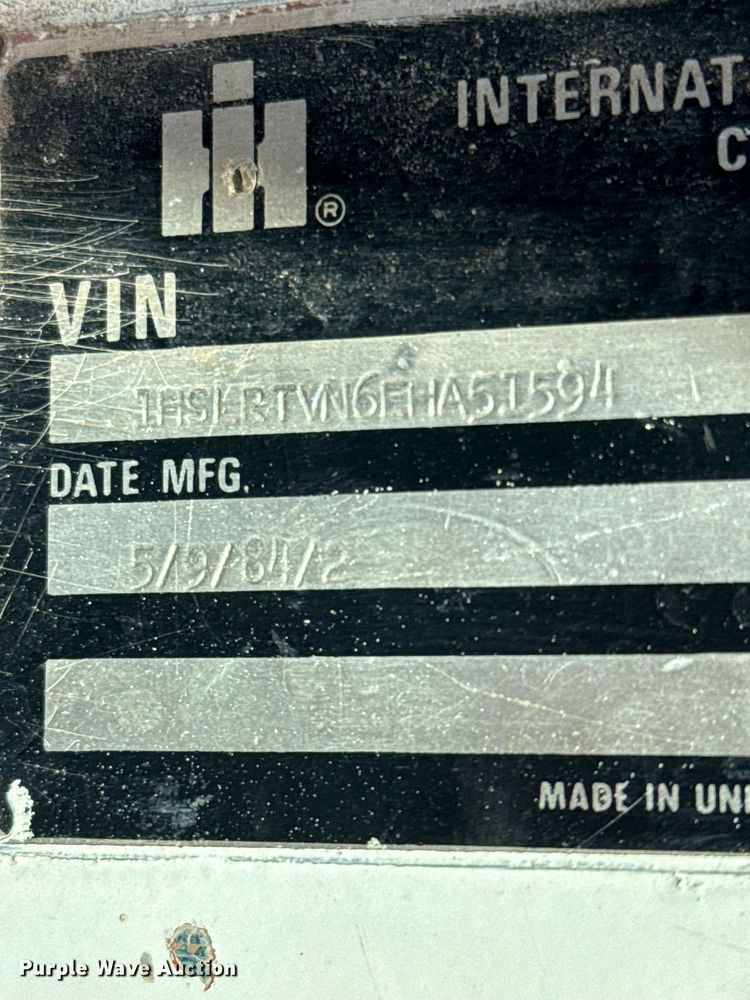 INTERNAT
C
®
VIN
1HSLRTVN6EHA51594
DATE MFG.
5/9/84/2
MADE IN UNI
Purple Wave Auction